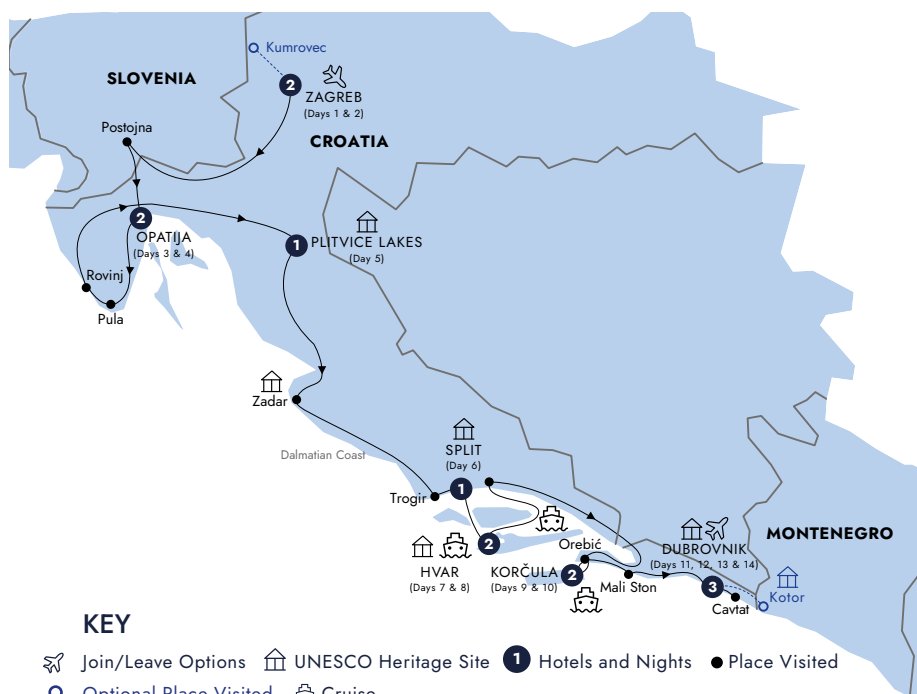 Kumrovec
SLOVENIA
2
ZAGREB
(Days 1 & 2)
Postojna
CROATIA
2
OPATIJA
(Days 3 & 4)
1
PLITVICE LAKES
(Day 5)
Rovinj
Pula
Zadar
Dalmatian Coast
SPLIT
(Day 6)
1
Trogir
2
HVAR
(Days 7 & 8)
Orebić
KORČULA
(Days 9 & 10)
2
Mali Ston
MONTENEGRO
DUBROVNIK
(Days 11, 12, 13 & 14)
3
Cavtat
Kotor
KEY
Join/Leave Options UNESCO Heritage Site 1 Hotels and Nights Place Visited
Optional Place Visited Cruise